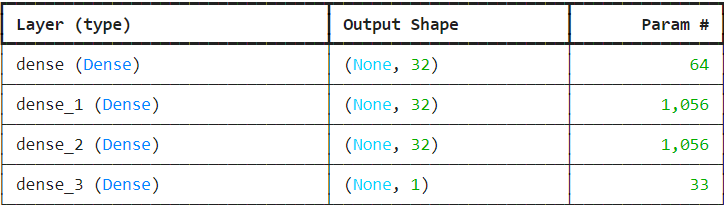 Layer (type) Output Shape Param #
dense (Dense) (None, 32) 64
dense_1 (Dense) (None, 32) 1,056
dense_2 (Dense) (None, 32) 1,056
dense_3 (Dense) (None, 1) 33